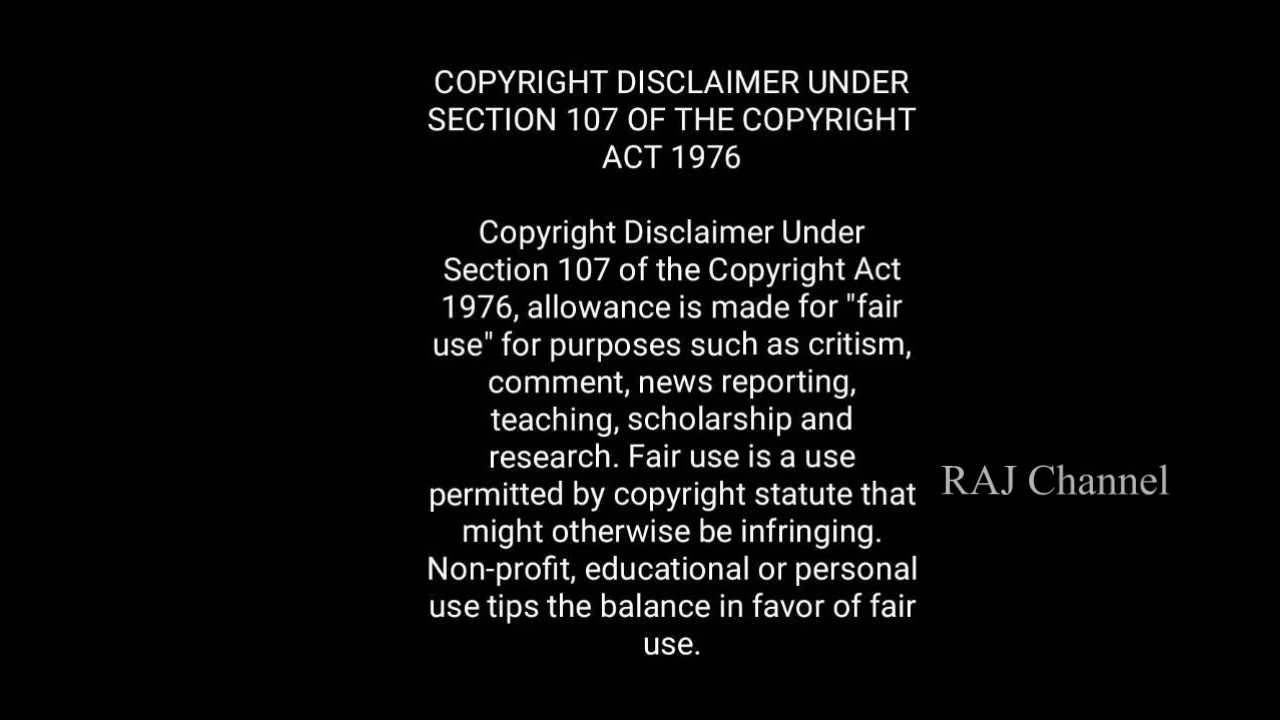 COPYRIGHT DISCLAIMER UNDER
SECTION 107 OF THE COPYRIGHT
ACT 1976
Copyright Disclaimer Under
Section 107 of the Copyright Act
1976, allowance is made for "fair
use" for purposes such as critism,
comment, news reporting,
teaching, scholarship and
research. Fair use is a use
permitted by copyright statute that
might otherwise be infringing.
Non-profit, educational or personal
use tips the balance in favor of fair
use.
RAJ Channel